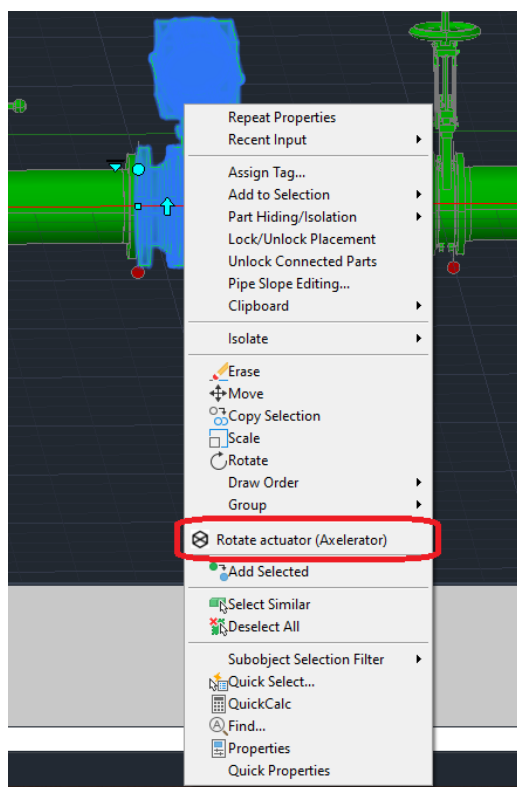 Repeat Properties
Recent Input
Assign Tag...
Add to Selection
Part Hiding/Isolation
Lock/Unlock Placement
Unlock Connected Parts
Pipe Slope Editing...
Clipboard
Isolate
Erase
Move
Copy Selection
Scale
Rotate
Draw Order
Group
Rotate actuator (Axelerator)
Add Selected
Select Similar
Deselect All
Subobject Selection Filter
Quick Select...
QuickCalc
Find...
Properties
Quick Properties